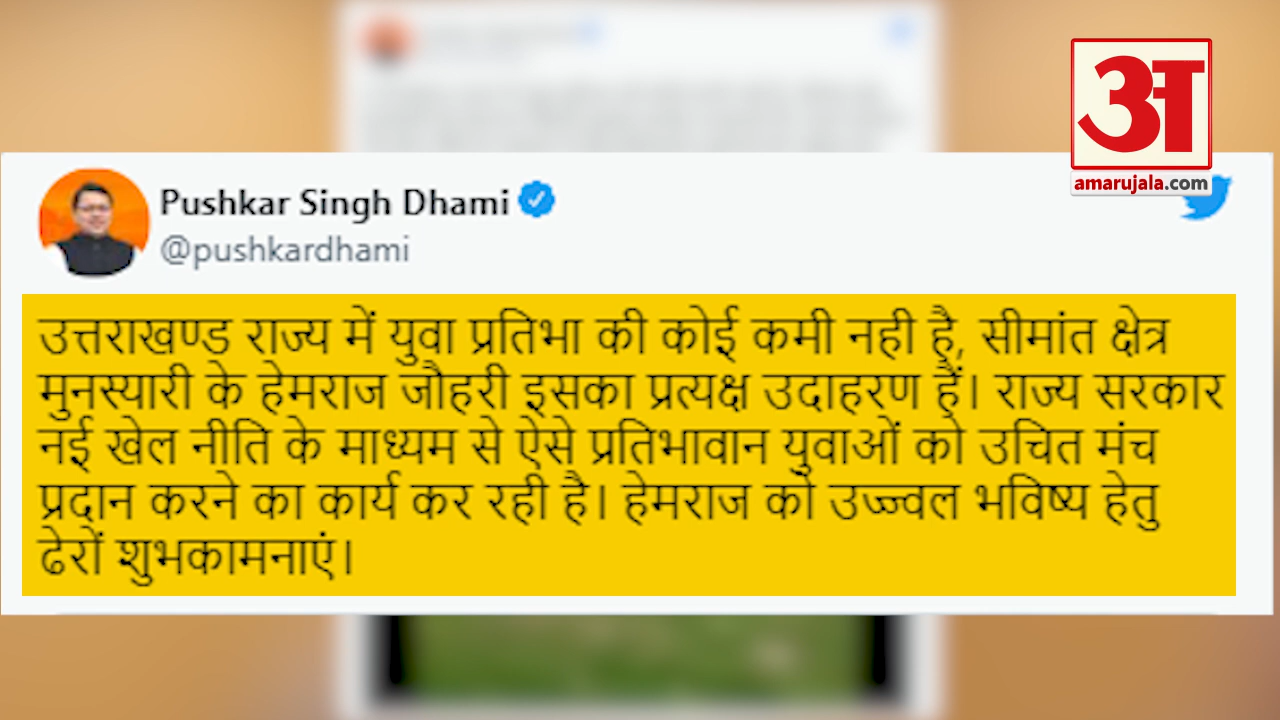 अ
amarujala.com
Pushkar Singh Dhami
@pushkardhami
उत्तराखण्ड राज्य में युवा प्रतिभा की कोई कमी नही है, सीमांत क्षेत्र
मुनस्यारी के हेमराज जौहरी इसका प्रत्यक्ष उदाहरण हैं। राज्य सरकार
नई खेल नीति के माध्यम से ऐसे प्रतिभावान युवाओं को उचित मंच
प्रदान करने का कार्य कर रही है। हेमराज को उज्ज्वल भविष्य हेतु
ढेरों शुभकामनाएं।